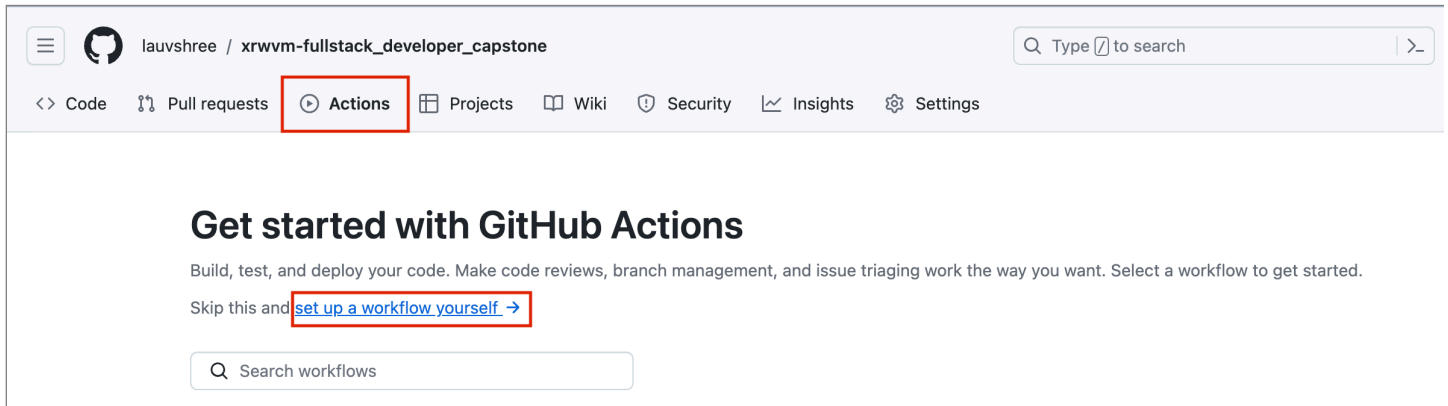 lauvshree / xrwvm-fullstack_developer_capstone
Type / to search
Code Pull requests Actions Projects Wiki Security Insights Settings
Get started with GitHub Actions
Build, test, and deploy your code. Make code reviews, branch management, and issue triaging work the way you want. Select a workflow to get started.
Skip this and set up a workflow yourself →
Search workflows